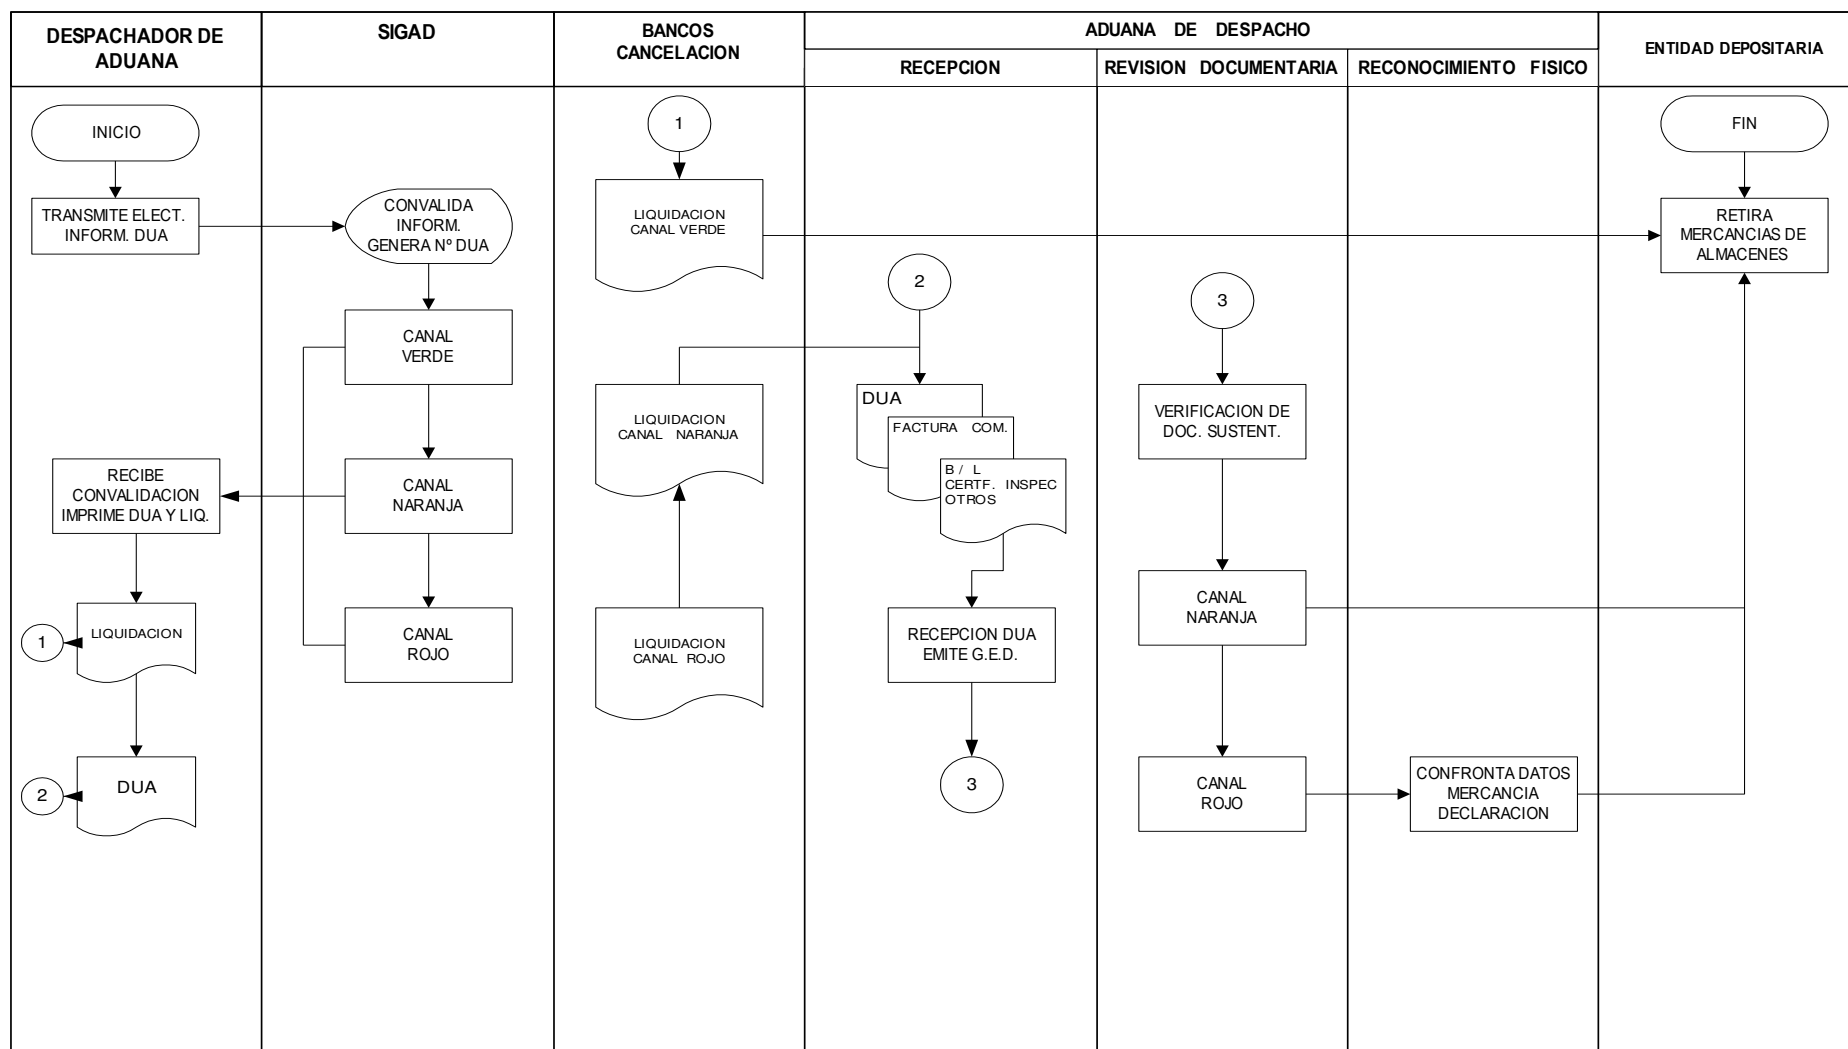 DESPACHADOR DE
ADUANA
SIGAD
BANCOS
CANCELACION
ADUANA DE DESPACHO
RECEPCION
REVISION DOCUMENTARIA
RECONOCIMIENTO FISICO
ENTIDAD DEPOSITARIA
INICIO
TRANSMITE ELECT.
INFORM. DUA
RECIBE
CONVALIDACION
IMPRIME DUA Y LIQ.
LIQUIDACION
1
DUA
2
CONVALIDA
INFORM.
GENERA Nº DUA
CANAL
VERDE
CANAL
NARANJA
CANAL
ROJO
1
LIQUIDACION
CANAL VERDE
LIQUIDACION
CANAL NARANJA
LIQUIDACION
CANAL ROJO
2
DUA
FACTURA COM.
B / L
CERTF. INSPEC
OTROS
RECEPCION DUA
EMITE G.E.D.
3
3
VERIFICACION DE
DOC. SUSTENT.
CANAL
NARANJA
CANAL
ROJO
CONFRONTA DATOS
MERCANCIA
DECLARACION
FIN
RETIRA
MERCANCIAS DE
ALMACENES